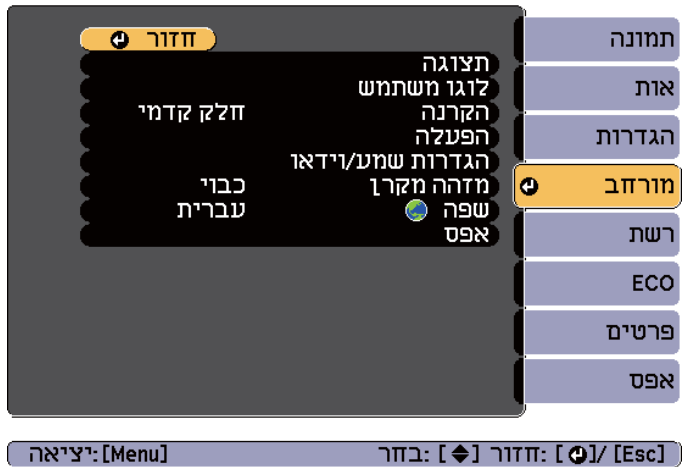 תמונה
אות
הגדרות
מורחב
רשת
ECO
פרטים
אפס
חזור
תצוגה
לוגו משתמש
הקרנה חלק קדמי
הפעלה
הגדרות שמע/וידאו
מזהה מקרן כבוי
שפה עברית
אפס
[Esc] /[ ]: חזור [ ]: בחר [Menu]: יציאה